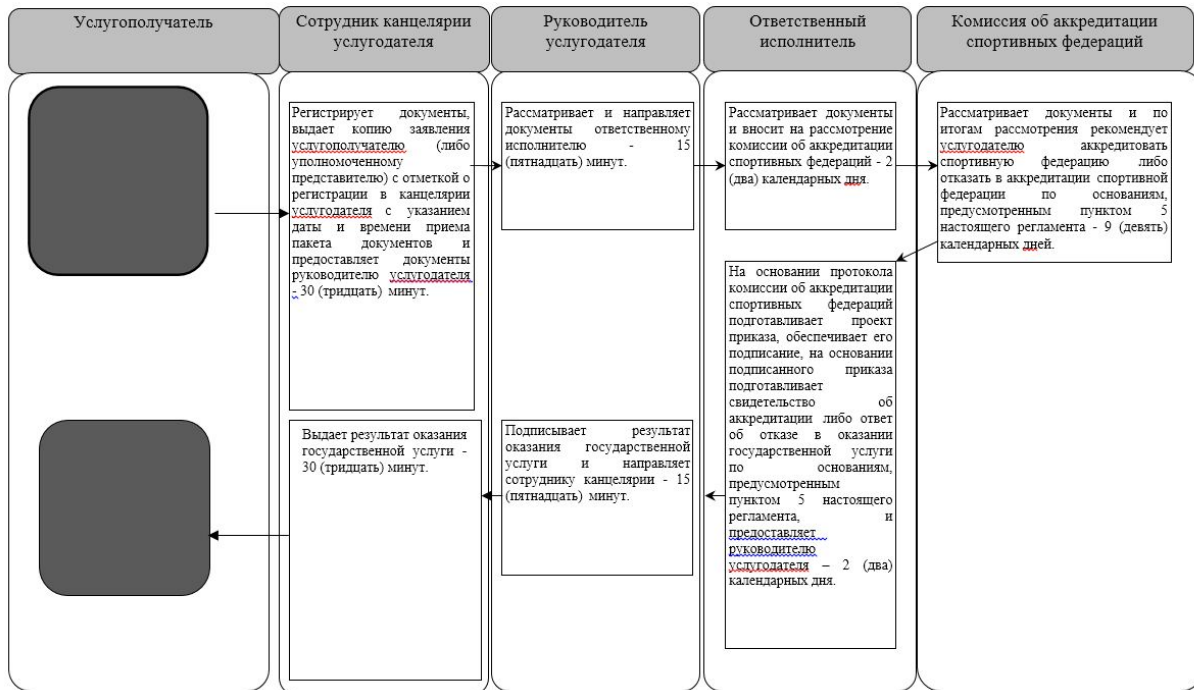 Услугополучатель
Сотрудник канцелярии
услугодателя
Руководитель
услугодателя
Ответственный
исполнитель
Комиссия об аккредитации
спортивных федераций
Регистрирует документы,
выдает копию заявления
услугополучателю (либо
уполномоченному
представителю) с отметкой о
регистрации в канцелярии
услугодателя с указанием
даты и времени приема
пакета документов и
предоставляет документы
руководителю услугодателя
- 30 (тридцать) минут.
Рассматривает и направляет
документы ответственному
исполнителю - 15
(пятнадцать) минут.
Рассматривает документы
и вносит на рассмотрение
комиссии об аккредитации
спортивных федераций - 2
(два) календарных дня.
Рассматривает документы и по
итогам рассмотрения рекомендует
услугодателю аккредитовать
спортивную федерацию либо
отказать в аккредитации спортивной
федерации по основаниям,
предусмотренным пунктом 5
настоящего регламента - 9 (девять)
календарных дней.
На основании протокола
комиссии об аккредитации
спортивных федераций
подготавливает проект
приказа, обеспечивает его
подписание, на основании
подписанного приказа
подготавливает
свидетельство об
аккредитации либо ответ
об отказе в оказании
государственной услуги
по основаниям,
предусмотренным
пунктом 5 настоящего
регламента, и
предоставляет
руководителю
услугодателя – 2 (два)
календарных дня.
Подписывает результат
оказания государственной
услуги и направляет
сотруднику канцелярии - 15
(пятнадцать) минут.
Выдает результат оказания
государственной услуги -
30 (тридцать) минут.